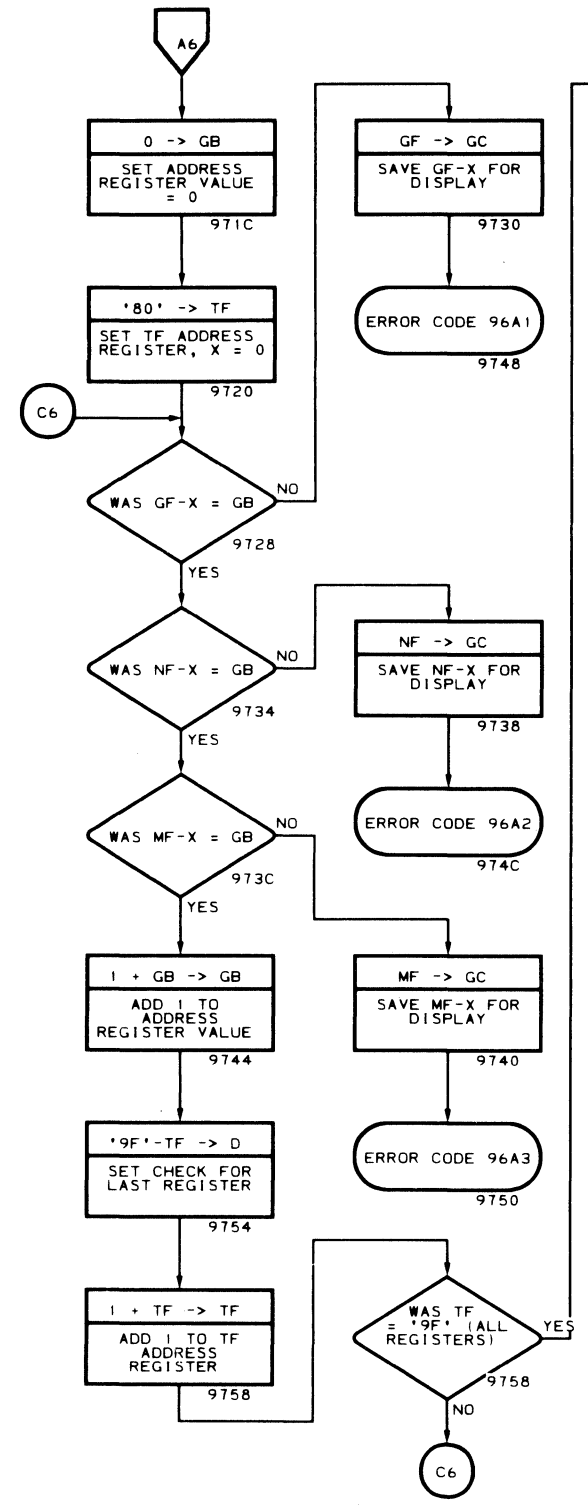 A6
0 -> GB
SET ADDRESS
REGISTER VALUE
= 0
971C
'80' -> TF
SET TF ADDRESS
REGISTER, X = 0
9720
C6
WAS GF-X = GB
NO
9728
YES
GF -> GC
SAVE GF-X FOR
DISPLAY
9730
ERROR CODE 96A1
9748
WAS NF-X = GB
NO
9734
YES
NF -> GC
SAVE NF-X FOR
DISPLAY
9738
ERROR CODE 96A2
974C
WAS MF-X = GB
NO
973C
YES
MF -> GC
SAVE MF-X FOR
DISPLAY
9740
ERROR CODE 96A3
9750
1 + GB -> GB
ADD 1 TO
ADDRESS
REGISTER VALUE
9744
'9F'-TF -> D
SET CHECK FOR
LAST REGISTER
9754
1 + TF -> TF
ADD 1 TO TF
ADDRESS
REGISTER
9758
WAS TF
= '9F' (ALL
REGISTERS)
YES
9758
NO
C6